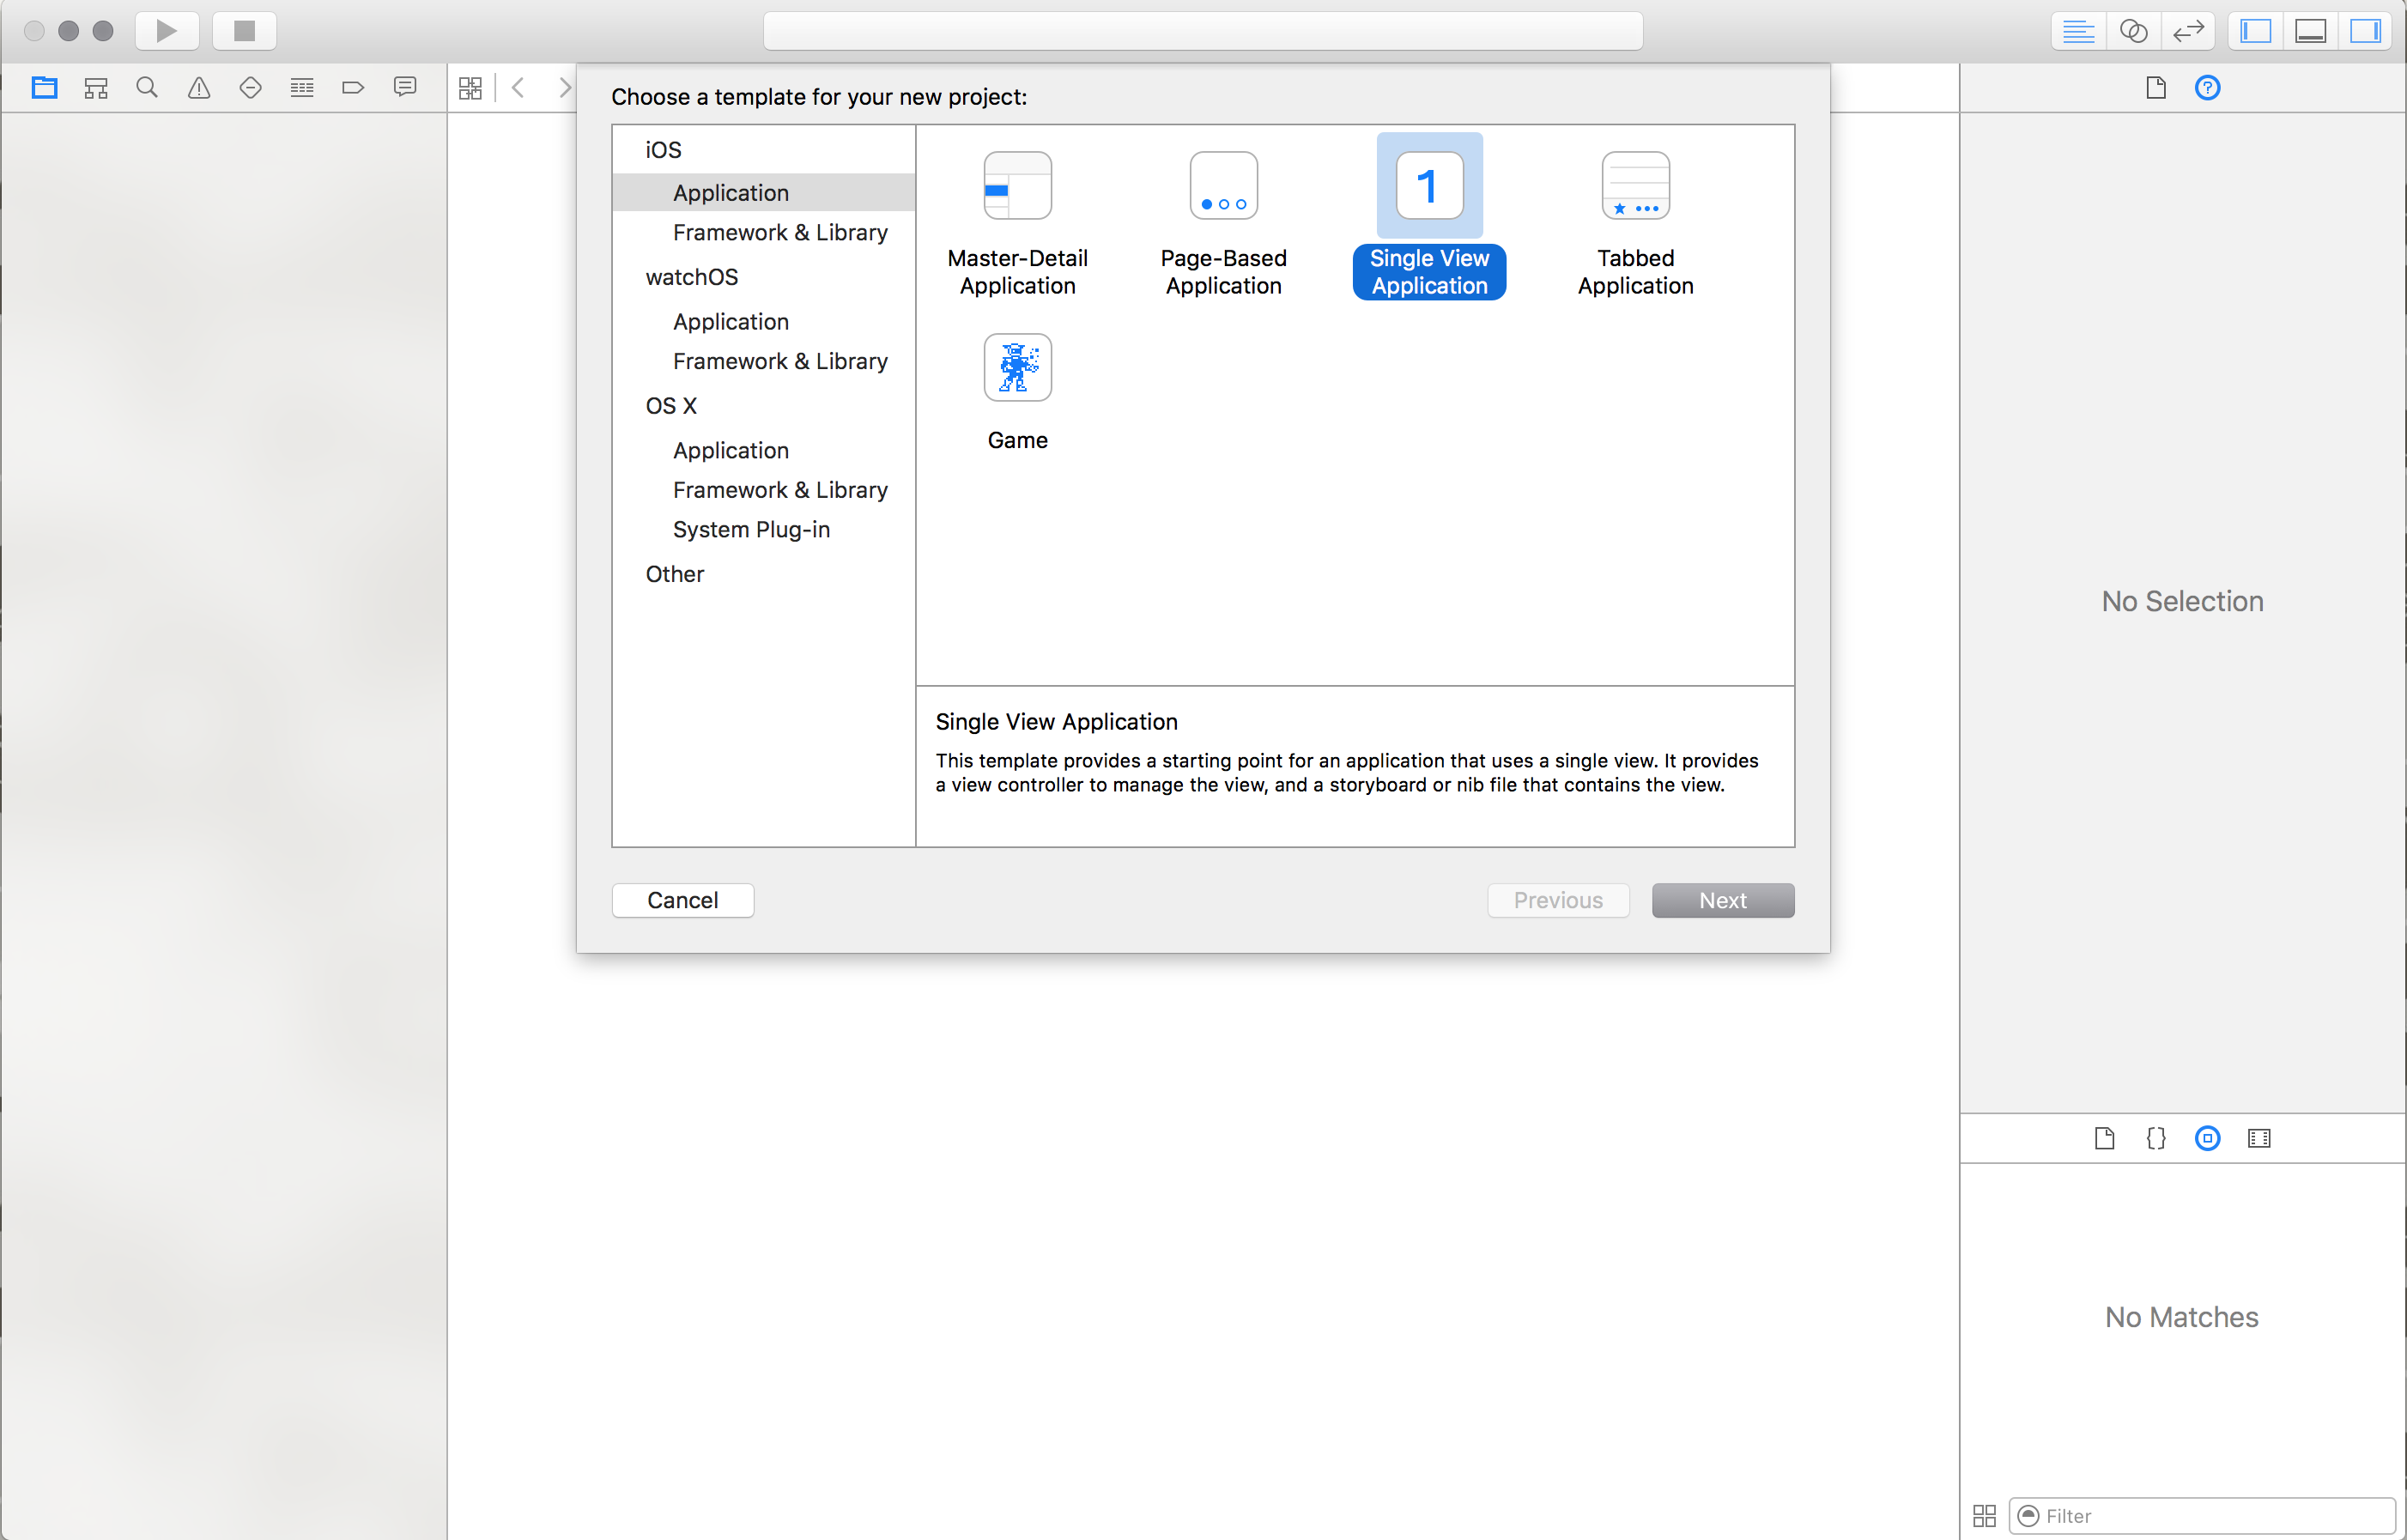 Choose a template for your new project:
iOS
Application
Framework & Library
watchOS
Application
Framework & Library
OS X
Application
Framework & Library
System Plug-in
Other
Master-Detail
Application
Page-Based
Application
1
Single View
Application
Tabbed
Application
Game
Single View Application
This template provides a starting point for an application that uses a single view. It provides
a view controller to manage the view, and a storyboard or nib file that contains the view.
Cancel
Previous
Next
?
No Selection
{}
No Matches
Filter